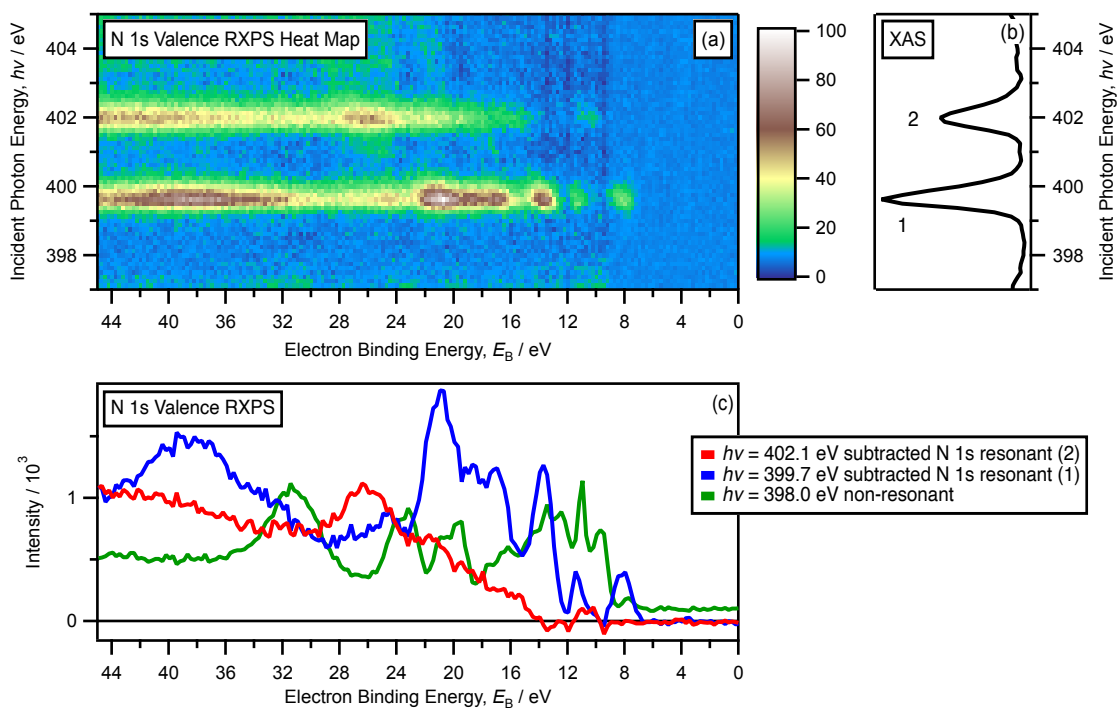 N 1s Valence RXPS Heat Map
(a)
Incident Photon Energy, hν / eV
404
402
400
398
44 40 36 32 28 24 20 16 12 8 4 0
Electron Binding Energy, E_B / eV
100
80
60
40
20
0
XAS
(b)
2
1
404
402
400
398
Incident Photon Energy, hν / eV
N 1s Valence RXPS
(c)
Intensity / 10³
1
0
44 40 36 32 28 24 20 16 12 8 4 0
Electron Binding Energy, E_B / eV
hν = 402.1 eV subtracted N 1s resonant (2)
hν = 399.7 eV subtracted N 1s resonant (1)
hν = 398.0 eV non-resonant